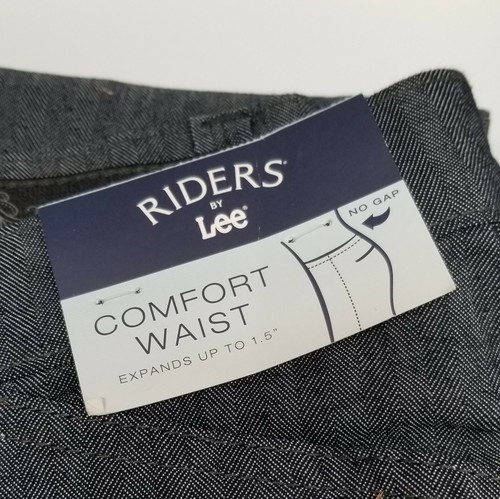 RIDERS
BY
Lee®
NO GAP
COMFORT
WAIST
EXPANDS UP TO 1.5"